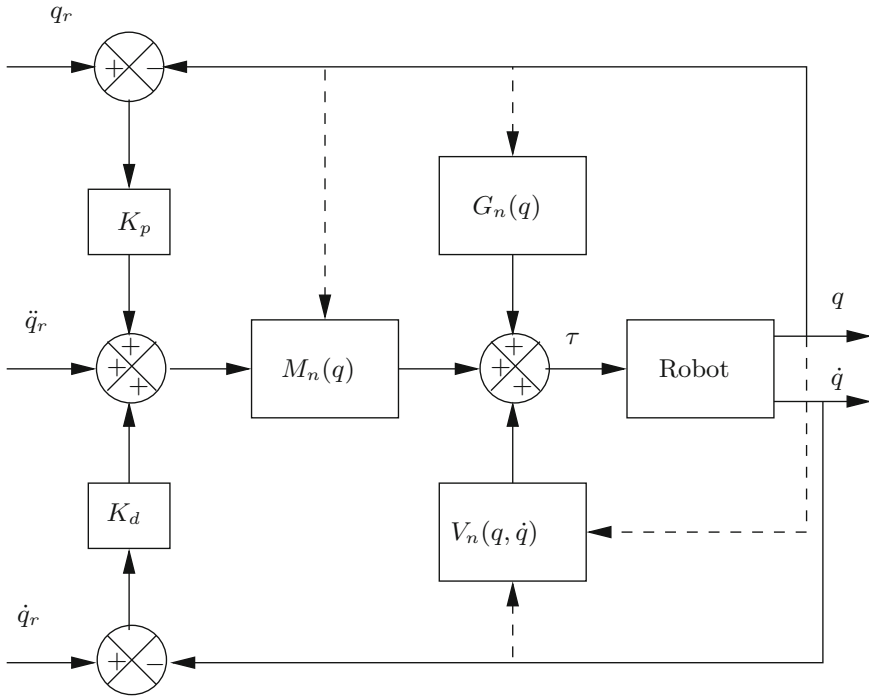 q_r
+ −
G_n(q)
K_p
q
q̈_r
+
+
+
M_n(q)
+
+
+
τ
Robot
q̇
K_d
V_n(q, q̇)
q̇_r
+ −